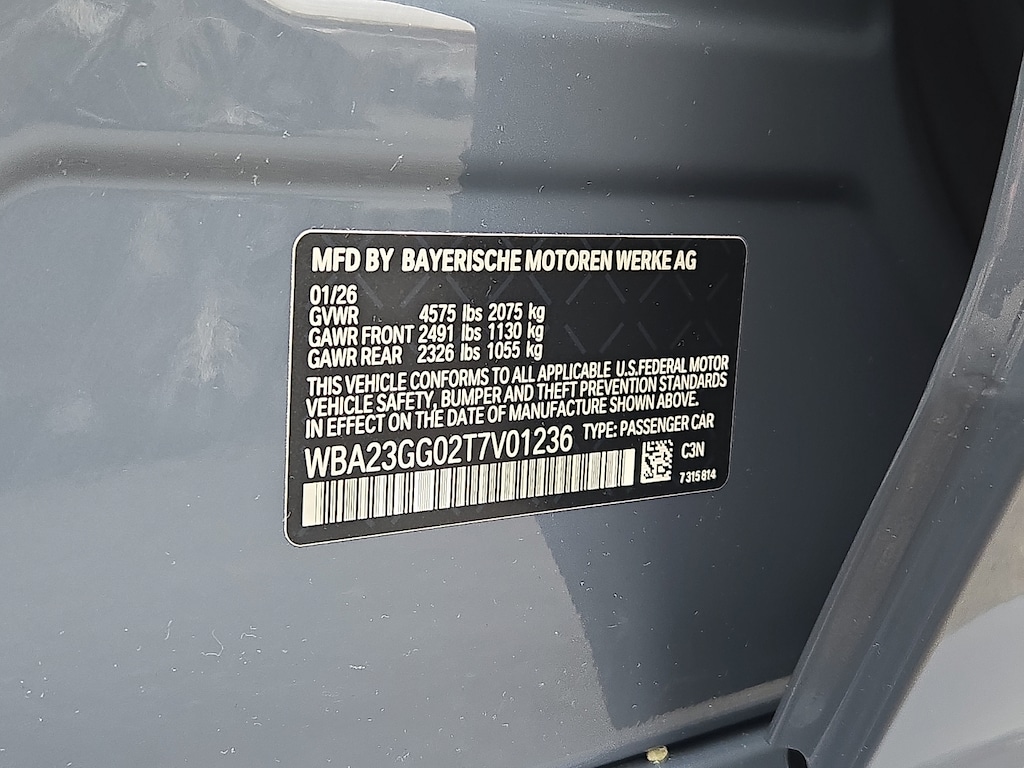 MFD BY BAYERISCHE MOTOREN WERKE AG
01/26
GVWR 4575 lbs 2075 kg
GAWR FRONT 2491 lbs 1130 kg
GAWR REAR 2326 lbs 1055 kg
THIS VEHICLE CONFORMS TO ALL APPLICABLE U.S.FEDERAL MOTOR
VEHICLE SAFETY, BUMPER AND THEFT PREVENTION STANDARDS
IN EFFECT ON THE DATE OF MANUFACTURE SHOWN ABOVE.
WBA23GG02T7V01236 TYPE: PASSENGER CAR
C3N
7315814